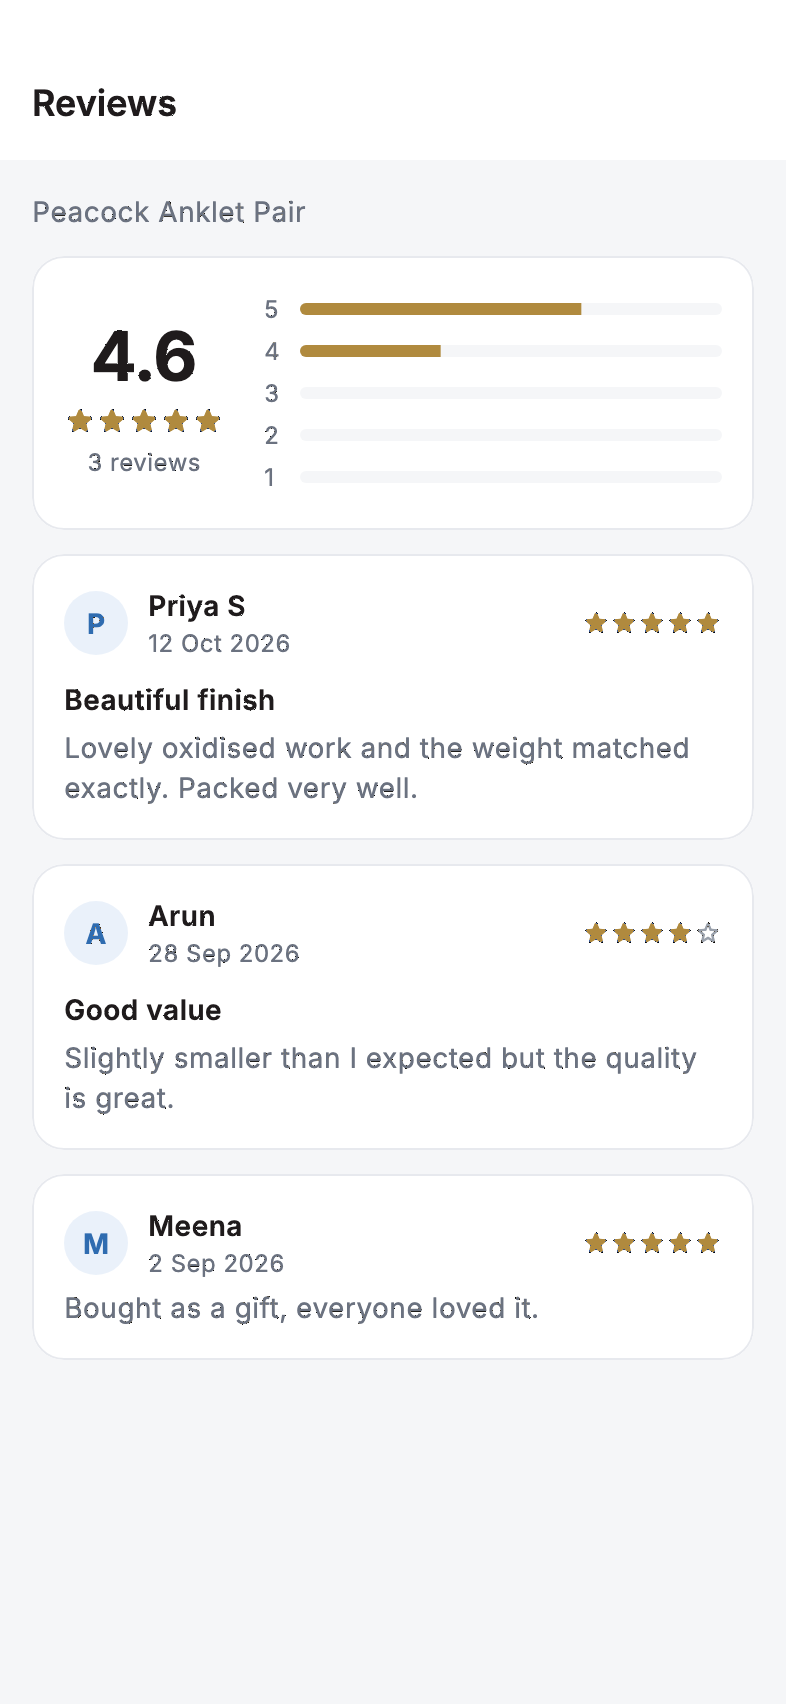 Reviews
Peacock Anklet Pair
4.6
3 reviews
5
4
3
2
1
P
Priya S
12 Oct 2026
Beautiful finish
Lovely oxidised work and the weight matched
exactly. Packed very well.
A
Arun
28 Sep 2026
Good value
Slightly smaller than I expected but the quality
is great.
M
Meena
2 Sep 2026
Bought as a gift, everyone loved it.